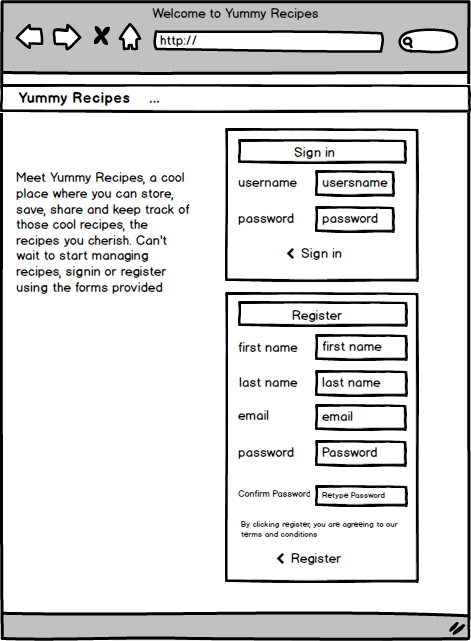 Welcome to Yummy Recipes
http://
Yummy Recipes ...
Meet Yummy Recipes, a cool
place where you can store,
save, share and keep track of
those cool recipes, the
recipes you cherish. Can't
wait to start managing
recipes, signin or register
using the forms provided
Sign in
username usersname
password password
Sign in
Register
first name first name
last name last name
email email
password Password
Confirm Password Retype Password
By clicking register, you are agreeing to our
terms and conditions
Register